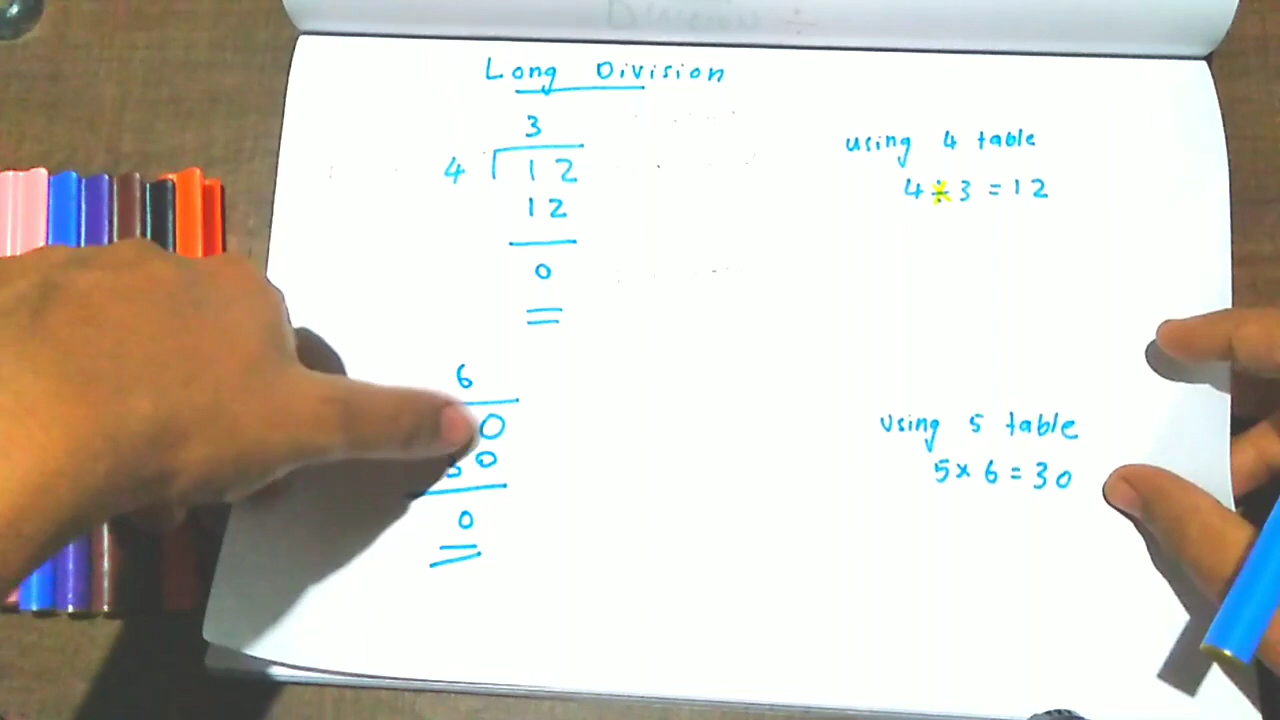 Long Division
3
4 12
12
0
6
0
30
0
using 4 table
4 ÷ 3 = 12
using 5 table
5 × 6 = 30